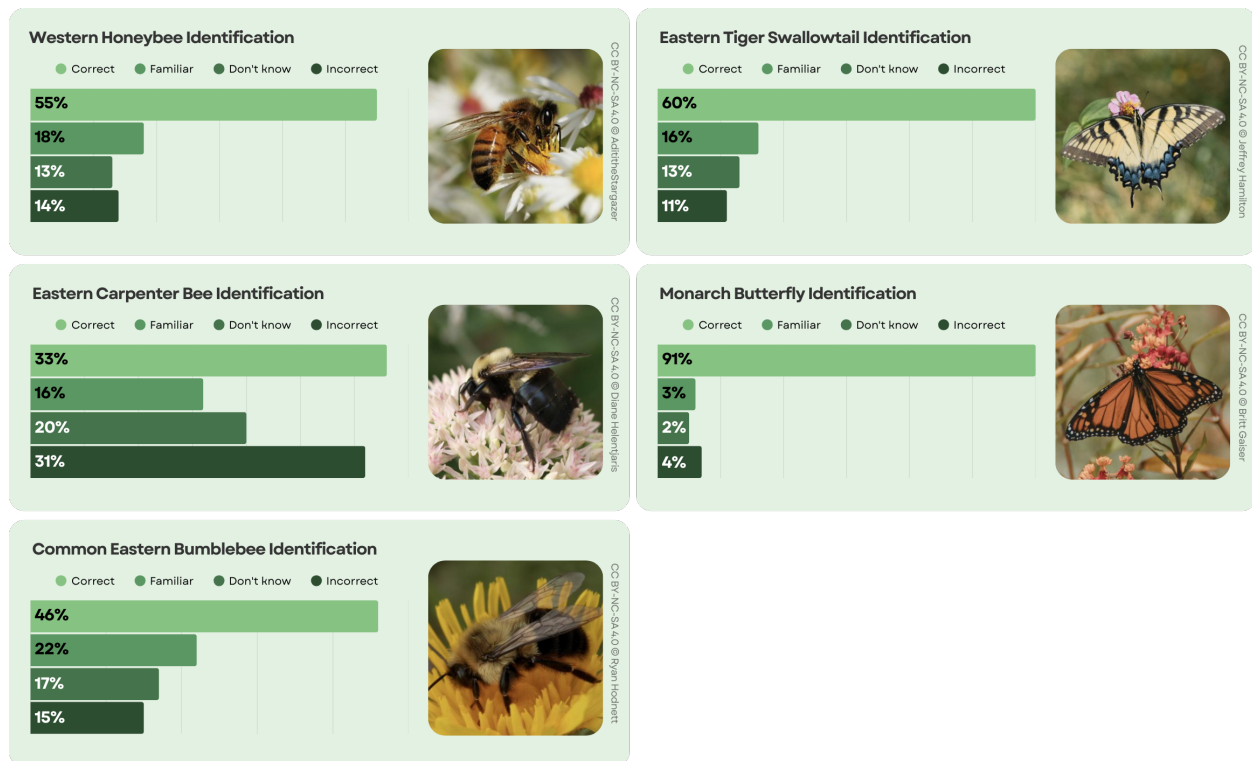 Western Honeybee Identification
Correct Familiar Don't know Incorrect
55%
18%
13%
14%
CC BY-NC-SA 4.0 © AdititheStargazer
Eastern Tiger Swallowtail Identification
Correct Familiar Don't know Incorrect
60%
16%
13%
11%
CC BY-NC-SA 4.0 © Jeffrey Hamilton
Eastern Carpenter Bee Identification
Correct Familiar Don't know Incorrect
33%
16%
20%
31%
CC BY-NC-SA 4.0 © Diane Helentjaris
Monarch Butterfly Identification
Correct Familiar Don't know Incorrect
91%
3%
2%
4%
CC BY-NC-SA 4.0 © Britt Gaiser
Common Eastern Bumblebee Identification
Correct Familiar Don't know Incorrect
46%
22%
17%
15%
CC BY-NC-SA 4.0 © Ryan Hodnett